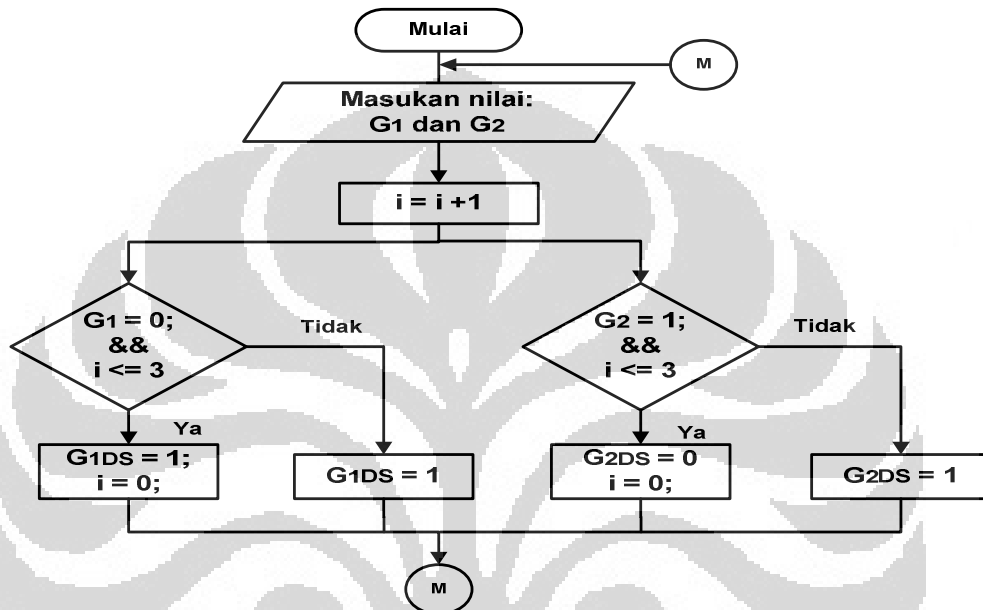 Mulai
M
Masukan nilai:
G1 dan G2
i = i +1
G1 = 0;
&&
i <= 3
Tidak
G2 = 1;
&&
i <= 3
Tidak
Ya
G1DS = 1;
i = 0;
G1DS = 1
Ya
G2DS = 0
i = 0;
G2DS = 1
M